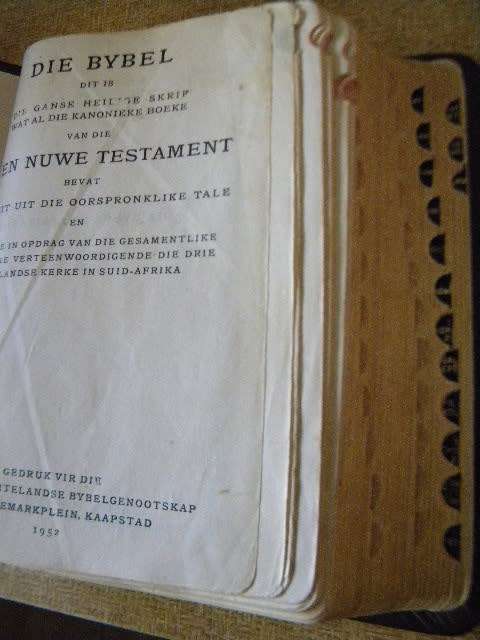 DIE BYBEL
DIT IS
DIE GANSE HEILIGE SKRIF
WAT AL DIE KANONIEKE BOEKE
VAN DIE
EN NUWE TESTAMENT
BEVAT
UIT DIE OORSPRONKLIKE TALE
EN
IN OPDRAG VAN DIE GESAMENTLIKE
VERTEENWOORDIGENDE DIE DRIE
LANDSE KERKE IN SUID-AFRIKA
GEDRUK VIR DIE
TELANDSE BYBELGENOOTSKAP
EMARKPLEIN, KAAPSTAD
1952